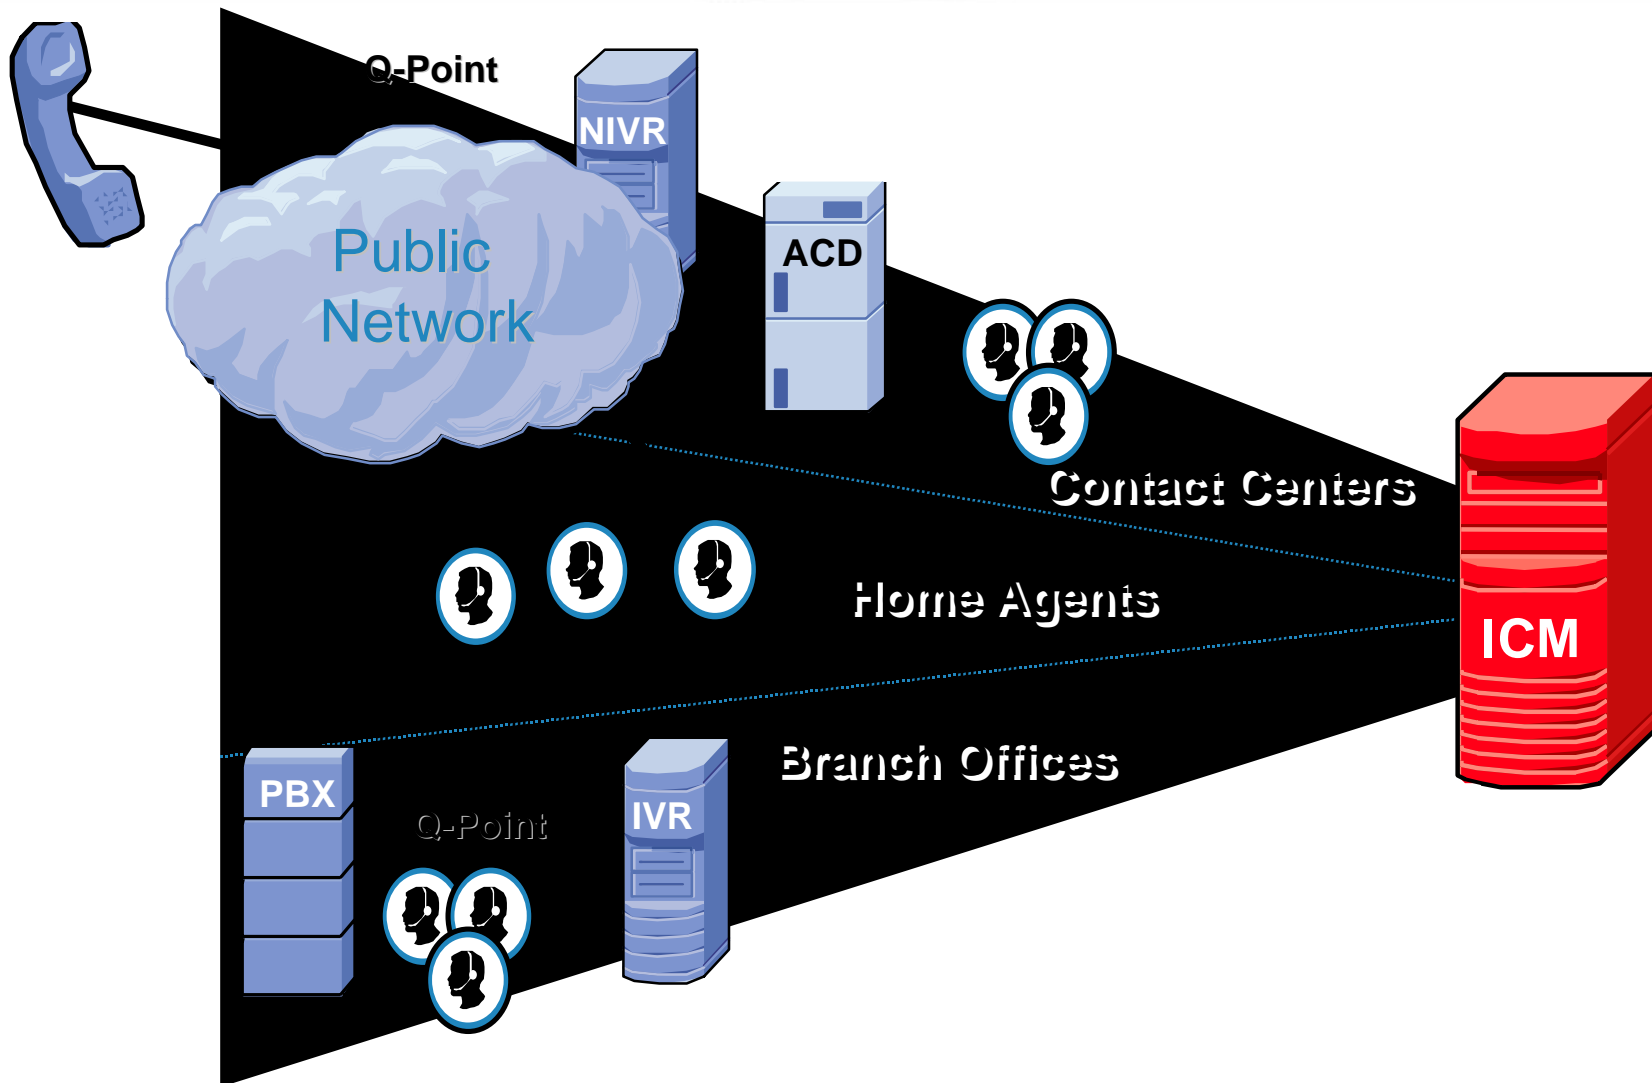 Q-Point
NIVR
Public
Network
ACD
Contact Centers
Home Agents
ICM
Branch Offices
PBX
Q-Point
IVR